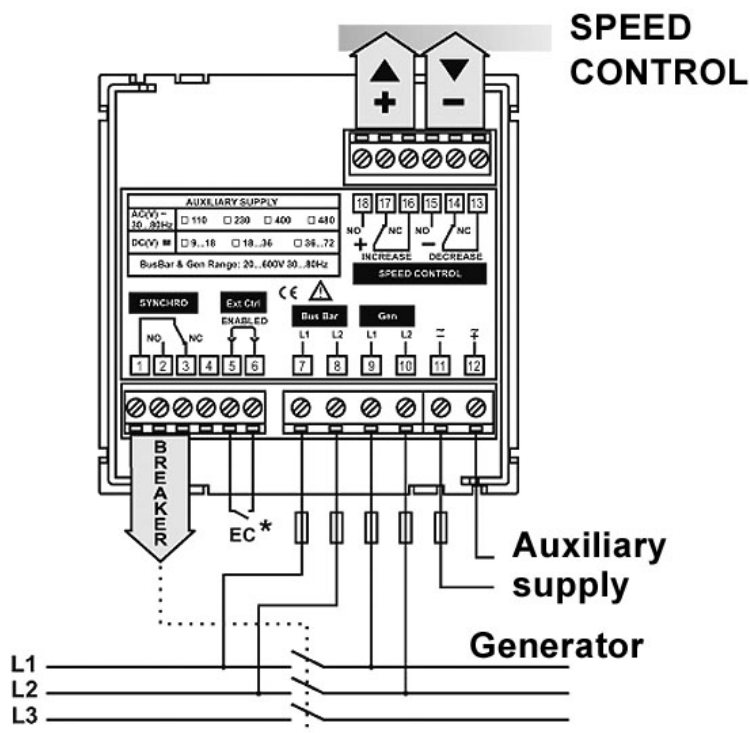 SPEED
CONTROL
+ −
AUXILIARY SUPPLY
AC(V) ~
30...80Hz
□ 110 □ 230 □ 400 □ 480
DC(V) □ 9...18 □ 18...36 □ 36...72
BusBar & Gen Range: 20...600V 30...80Hz
18 17 16 15 14 13
NO NC NO NC
+ −
INCREASE DECREASE
SPEED CONTROL
CE
SYNCHRO Ext Ctrl Bus Bar Gen
ENABLED
NO NC L1 L2 L1 L2
1 2 3 4 5 6 7 8 9 10 11 12
BREAKER
EC*
Auxiliary
supply
Generator
L1
L2
L3